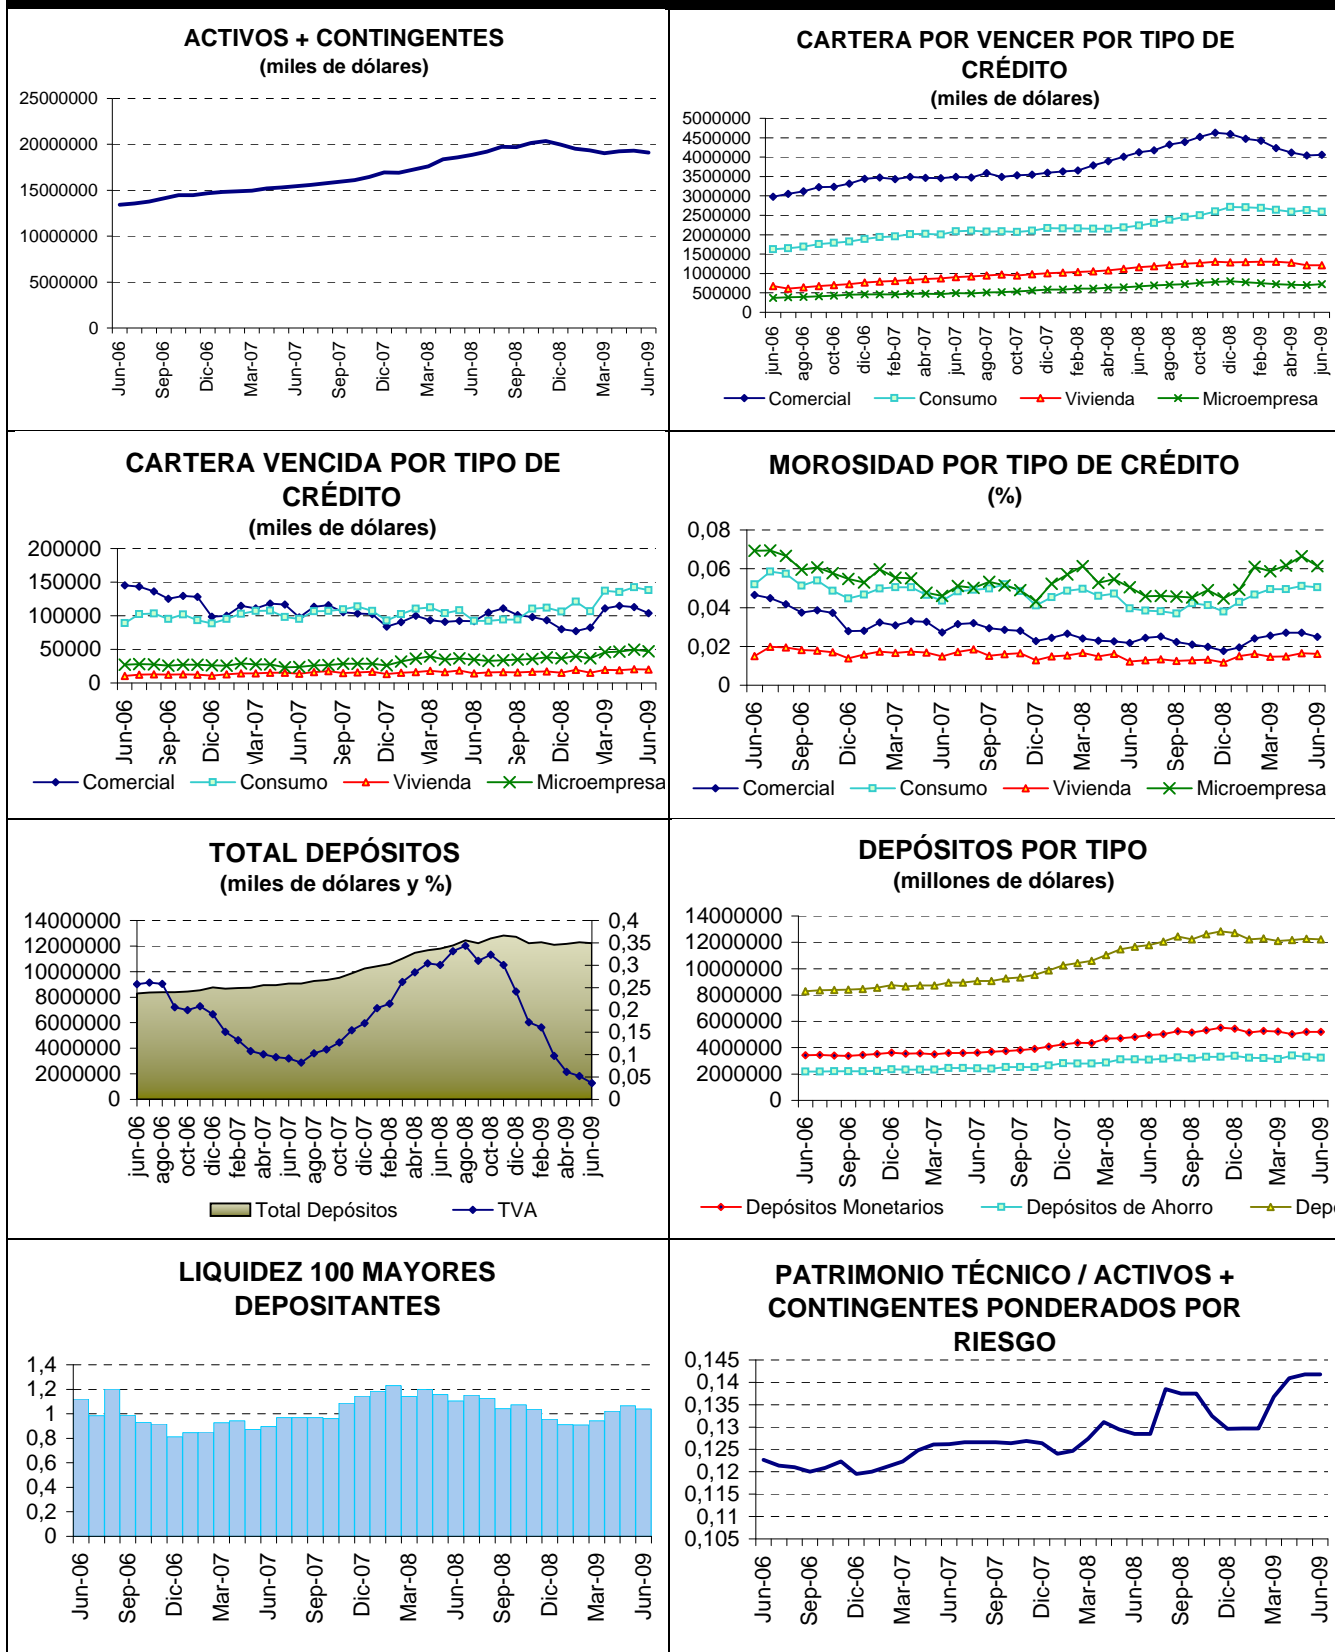 ACTIVOS + CONTINGENTES
(miles de dólares)
25000000
20000000
15000000
10000000
5000000
0
Jun-06
Sep-06
Dic-06
Mar-07
Jun-07
Sep-07
Dic-07
Mar-08
Jun-08
Sep-08
Dic-08
Mar-09
Jun-09
CARTERA POR VENCER POR TIPO DE
CRÉDITO
(miles de dólares)
5000000
4500000
4000000
3500000
3000000
2500000
2000000
1500000
1000000
500000
0
jun-06
ago-06
oct-06
dic-06
feb-07
abr-07
jun-07
ago-07
oct-07
dic-07
feb-08
abr-08
jun-08
ago-08
oct-08
dic-08
feb-09
abr-09
jun-09
Comercial Consumo Vivienda Microempresa
CARTERA VENCIDA POR TIPO DE
CRÉDITO
(miles de dólares)
200000
150000
100000
50000
0
Jun-06
Sep-06
Dic-06
Mar-07
Jun-07
Sep-07
Dic-07
Mar-08
Jun-08
Sep-08
Dic-08
Mar-09
Jun-09
Comercial Consumo Vivienda Microempresa
MOROSIDAD POR TIPO DE CRÉDITO
(%)
0,08
0,06
0,04
0,02
0
Jun-06
Sep-06
Dic-06
Mar-07
Jun-07
Sep-07
Dic-07
Mar-08
Jun-08
Sep-08
Dic-08
Mar-09
Jun-09
Comercial Consumo Vivienda Microempresa
TOTAL DEPÓSITOS
(miles de dólares y %)
14000000
12000000
10000000
8000000
6000000
4000000
2000000
0
0,4
0,35
0,3
0,25
0,2
0,15
0,1
0,05
0
jun-06
ago-06
oct-06
dic-06
feb-07
abr-07
jun-07
ago-07
oct-07
dic-07
feb-08
abr-08
jun-08
ago-08
oct-08
dic-08
feb-09
abr-09
jun-09
Total Depósitos TVA
DEPÓSITOS POR TIPO
(millones de dólares)
14000000
12000000
10000000
8000000
6000000
4000000
2000000
0
Jun-06
Sep-06
Dic-06
Mar-07
Jun-07
Sep-07
Dic-07
Mar-08
Jun-08
Sep-08
Dic-08
Mar-09
Jun-09
Depósitos Monetarios Depósitos de Ahorro
LIQUIDEZ 100 MAYORES
DEPOSITANTES
1,4
1,2
1
0,8
0,6
0,4
0,2
0
Jun-06
Sep-06
Dic-06
Mar-07
Jun-07
Sep-07
Dic-07
Mar-08
Jun-08
Sep-08
Dic-08
Mar-09
Jun-09
PATRIMONIO TÉCNICO / ACTIVOS +
CONTINGENTES PONDERADOS POR
RIESGO
0,145
0,14
0,135
0,13
0,125
0,12
0,115
0,11
0,105
Jun-06
Sep-06
Dic-06
Mar-07
Jun-07
Sep-07
Dic-07
Mar-08
Jun-08
Sep-08
Dic-08
Mar-09
Jun-09